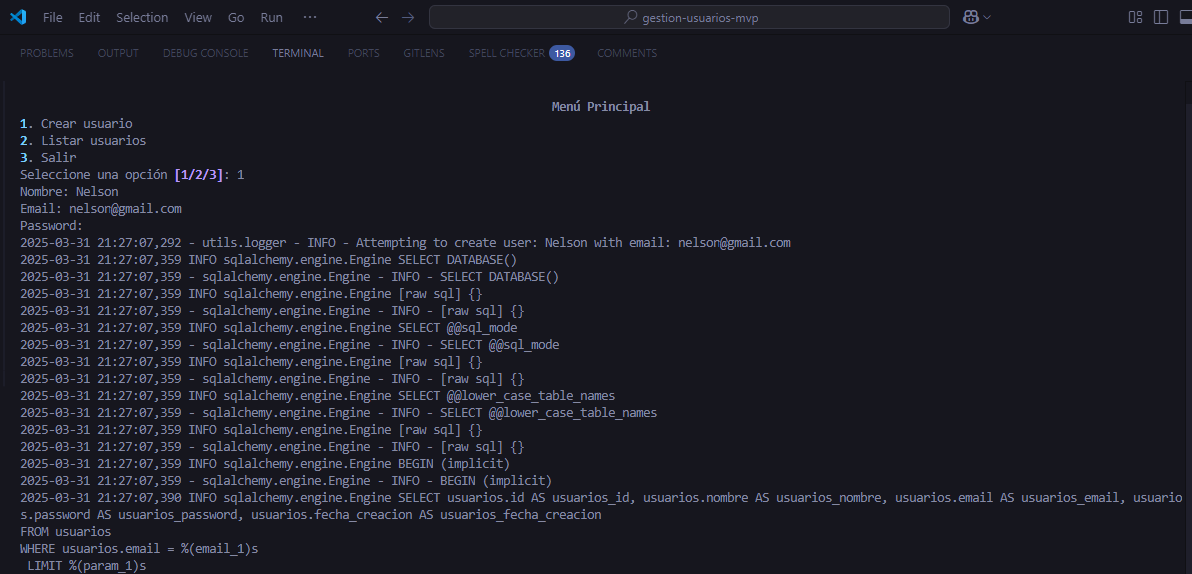 File Edit Selection View Go Run ··· gestion-usuarios-mvp
PROBLEMS OUTPUT DEBUG CONSOLE TERMINAL PORTS GITLENS SPELL CHECKER 136 COMMENTS
Menú Principal
1. Crear usuario
2. Listar usuarios
3. Salir
Seleccione una opción [1/2/3]: 1
Nombre: Nelson
Email: nelson@gmail.com
Password:
2025-03-31 21:27:07,292 - utils.logger - INFO - Attempting to create user: Nelson with email: nelson@gmail.com
2025-03-31 21:27:07,359 INFO sqlalchemy.engine.Engine SELECT DATABASE()
2025-03-31 21:27:07,359 - sqlalchemy.engine.Engine - INFO - SELECT DATABASE()
2025-03-31 21:27:07,359 INFO sqlalchemy.engine.Engine [raw sql] {}
2025-03-31 21:27:07,359 - sqlalchemy.engine.Engine - INFO - [raw sql] {}
2025-03-31 21:27:07,359 INFO sqlalchemy.engine.Engine SELECT @@sql_mode
2025-03-31 21:27:07,359 - sqlalchemy.engine.Engine - INFO - SELECT @@sql_mode
2025-03-31 21:27:07,359 INFO sqlalchemy.engine.Engine [raw sql] {}
2025-03-31 21:27:07,359 - sqlalchemy.engine.Engine - INFO - [raw sql] {}
2025-03-31 21:27:07,359 INFO sqlalchemy.engine.Engine SELECT @@lower_case_table_names
2025-03-31 21:27:07,359 - sqlalchemy.engine.Engine - INFO - SELECT @@lower_case_table_names
2025-03-31 21:27:07,359 INFO sqlalchemy.engine.Engine [raw sql] {}
2025-03-31 21:27:07,359 - sqlalchemy.engine.Engine - INFO - [raw sql] {}
2025-03-31 21:27:07,359 INFO sqlalchemy.engine.Engine BEGIN (implicit)
2025-03-31 21:27:07,359 - sqlalchemy.engine.Engine - INFO - BEGIN (implicit)
2025-03-31 21:27:07,390 INFO sqlalchemy.engine.Engine SELECT usuarios.id AS usuarios_id, usuarios.nombre AS usuarios_nombre, usuarios.email AS usuarios_email, usuario
s.password AS usuarios_password, usuarios.fecha_creacion AS usuarios_fecha_creacion
FROM usuarios
WHERE usuarios.email = %(email_1)s
LIMIT %(param_1)s